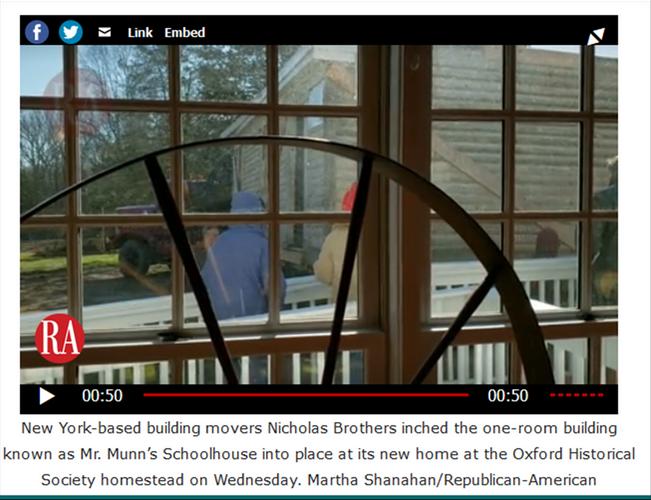 Link Embed
RA
00:50 00:50
New York-based building movers Nicholas Brothers inched the one-room building
known as Mr. Munn’s Schoolhouse into place at its new home at the Oxford Historical
Society homestead on Wednesday. Martha Shanahan/Republican-American